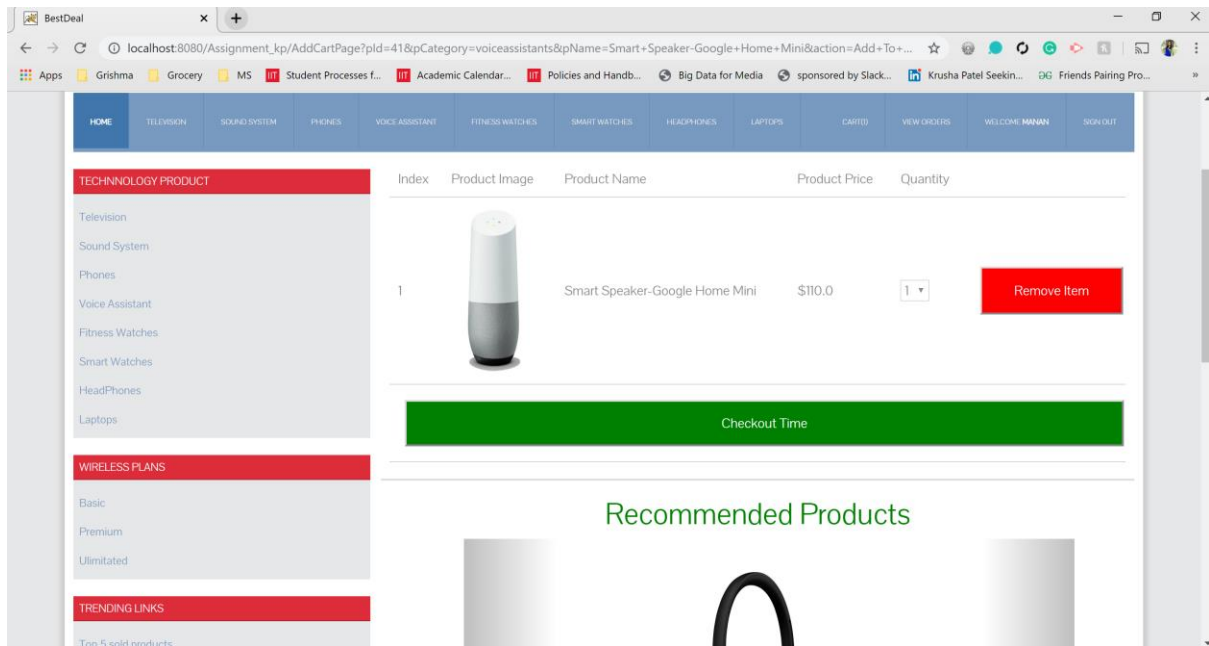 BestDeal
localhost:8080/Assignment_kp/AddCartPage?pId=41&pCategory=voiceassistants&pName=Smart+Speaker-Google+Home+Mini&action=Add+To+...
Apps Grishma Grocery MS Student Processes f... Academic Calendar... Policies and Handb... Big Data for Media sponsored by Slack... Krusha Patel Seekin... Friends Pairing Pro... »
HOME TELEVISION SOUND SYSTEM PHONES VOICE ASSISTANT FITNESS WATCHES SMART WATCHES HEADPHONES LAPTOPS CART(1) VIEW ORDERS WELCOME MANAN SIGN OUT
TECHNNOLOGY PRODUCT
Television
Sound System
Phones
Voice Assistant
Fitness Watches
Smart Watches
HeadPhones
Laptops
WIRELESS PLANS
Basic
Premium
Ulimitated
TRENDING LINKS
Top 5 sold products
Index Product Image Product Name Product Price Quantity
1 Smart Speaker-Google Home Mini $110.0 1 Remove Item
Checkout Time
Recommended Products